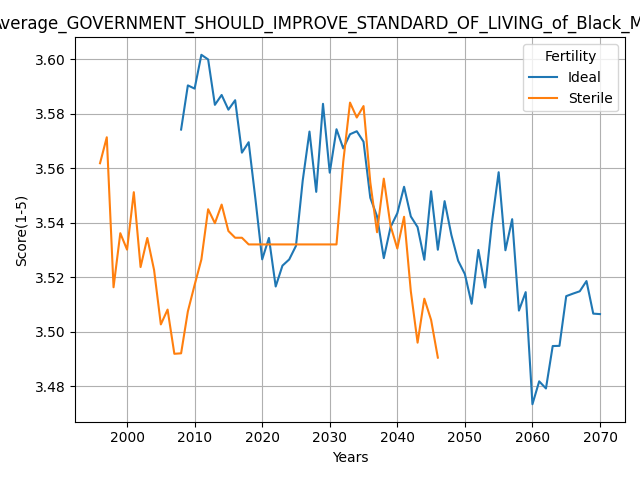 Average_GOVERNMENT_SHOULD_IMPROVE_STANDARD_OF_LIVING_of_Black_M
Fertility
Ideal
Sterile
3.60
3.58
3.56
3.54
3.52
3.50
3.48
Score(1-5)
2000 2010 2020 2030 2040 2050 2060 2070
Years